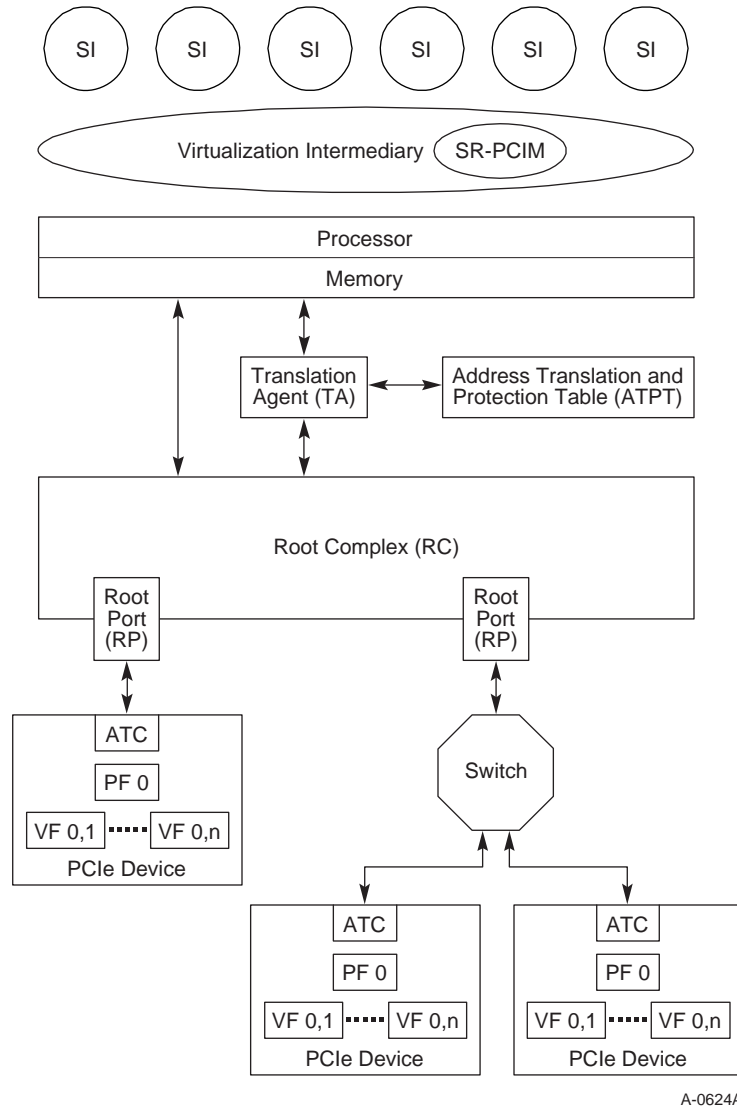 SI SI SI SI SI SI
Virtualization Intermediary SR-PCIM
Processor
Memory
Translation
Agent (TA)
Address Translation and
Protection Table (ATPT)
Root Complex (RC)
Root
Port
(RP)
Root
Port
(RP)
ATC
PF 0
VF 0,1 VF 0,n
PCIe Device
Switch
ATC
PF 0
VF 0,1 VF 0,n
PCIe Device
ATC
PF 0
VF 0,1 VF 0,n
PCIe Device
A-0624A